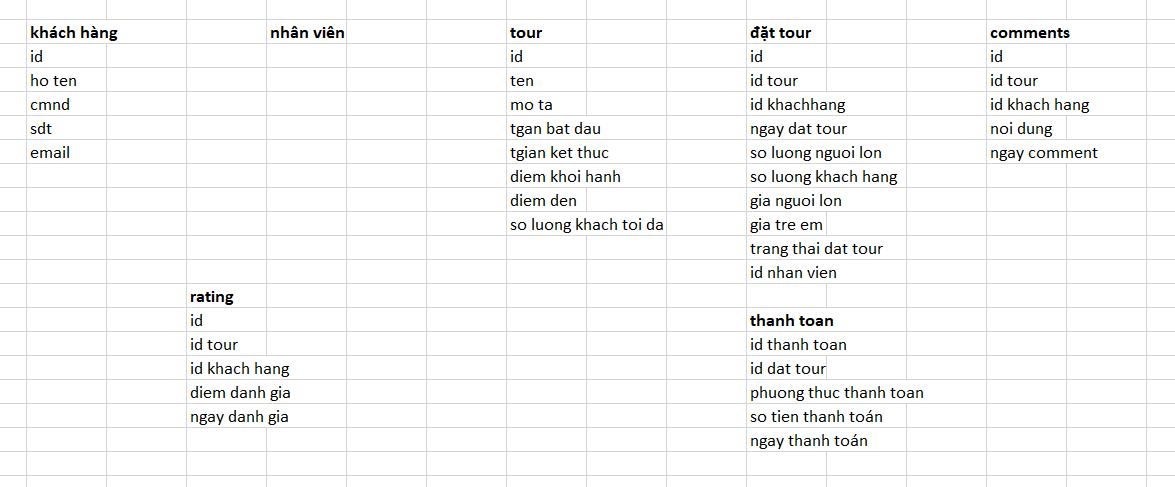 khách hàng
id
ho ten
cmnd
sdt
email
nhân viên
tour
id
ten
mo ta
tgan bat dau
tgian ket thuc
diem khoi hanh
diem den
so luong khach toi da
đặt tour
id
id tour
id khachhang
ngay dat tour
so luong nguoi lon
so luong khach hang
gia nguoi lon
gia tre em
trang thai dat tour
id nhan vien
comments
id
id tour
id khach hang
noi dung
ngay comment
rating
id
id tour
id khach hang
diem danh gia
ngay danh gia
thanh toan
id thanh toan
id dat tour
phuong thuc thanh toan
so tien thanh toán
ngay thanh toán